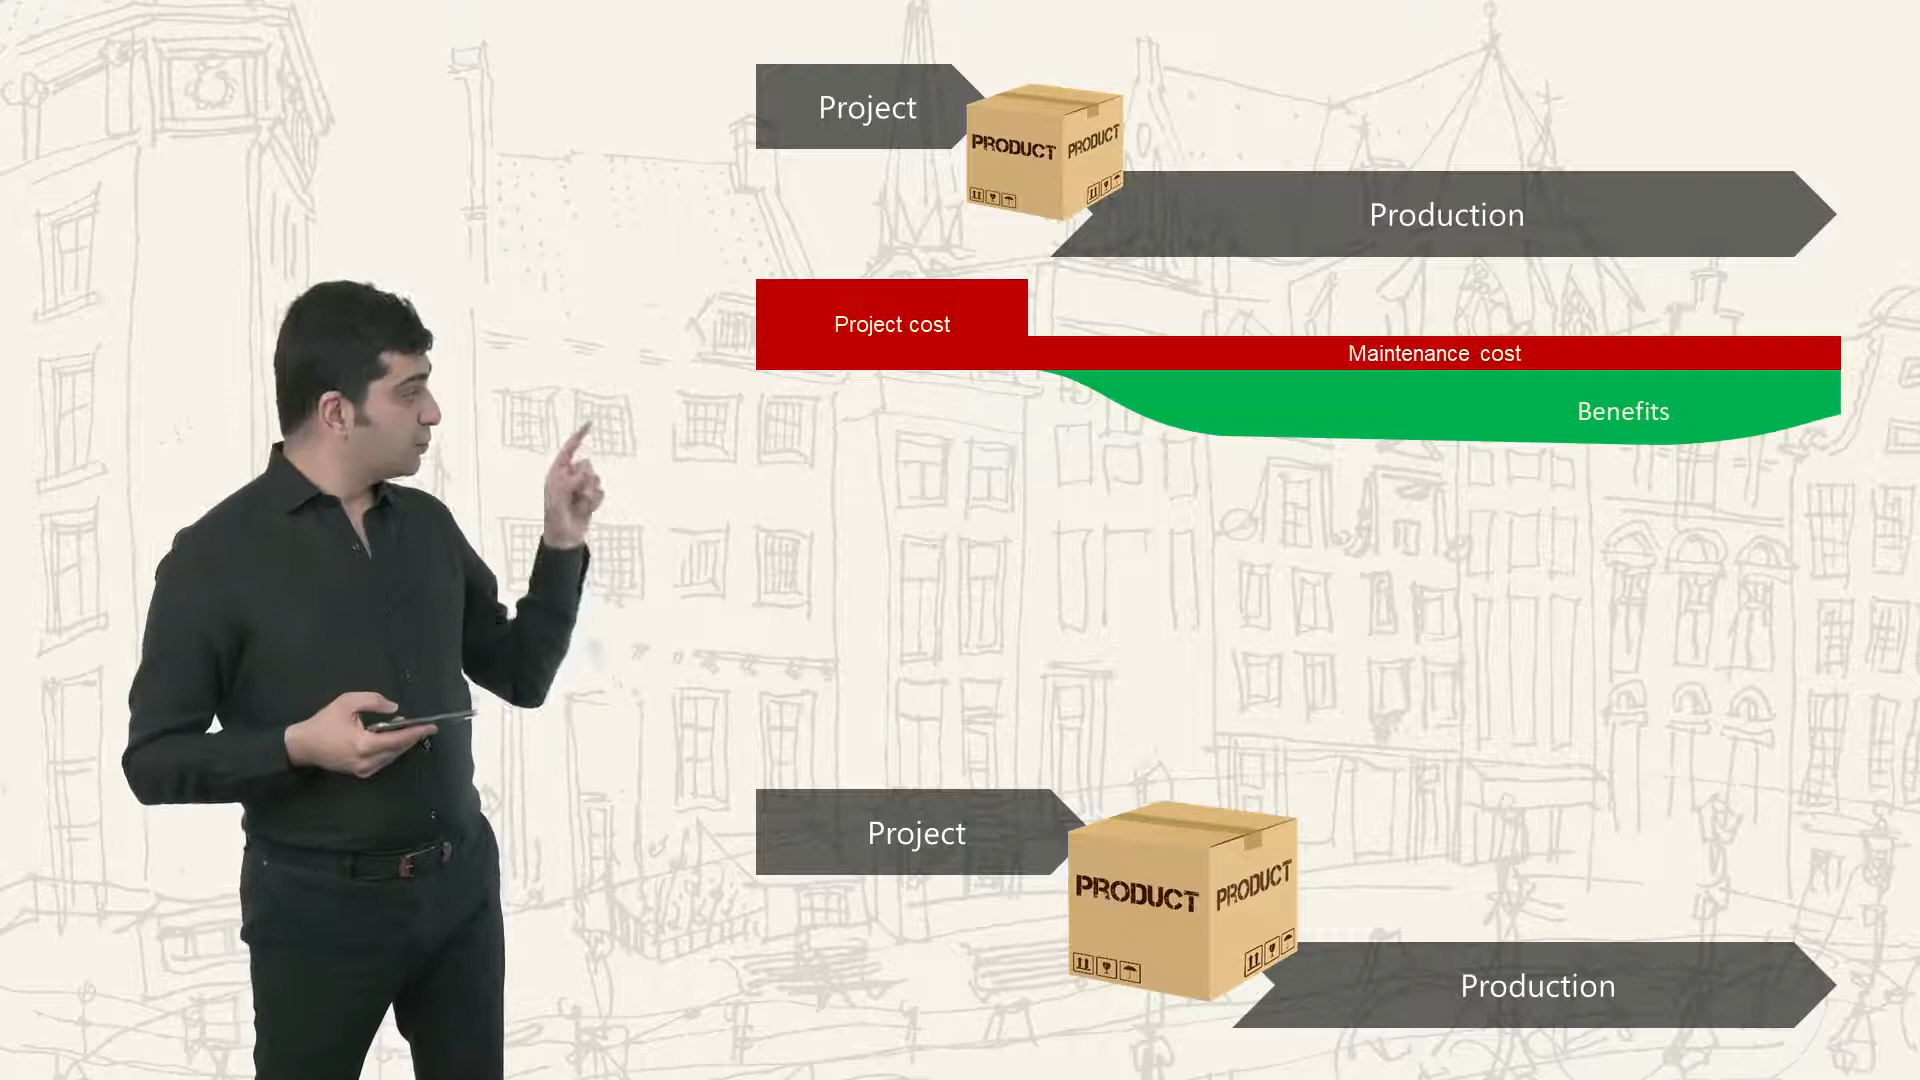 Project
PRODUCT PRODUCT
Production
Project cost
Maintenance cost
Benefits
Project
PRODUCT PRODUCT
Production